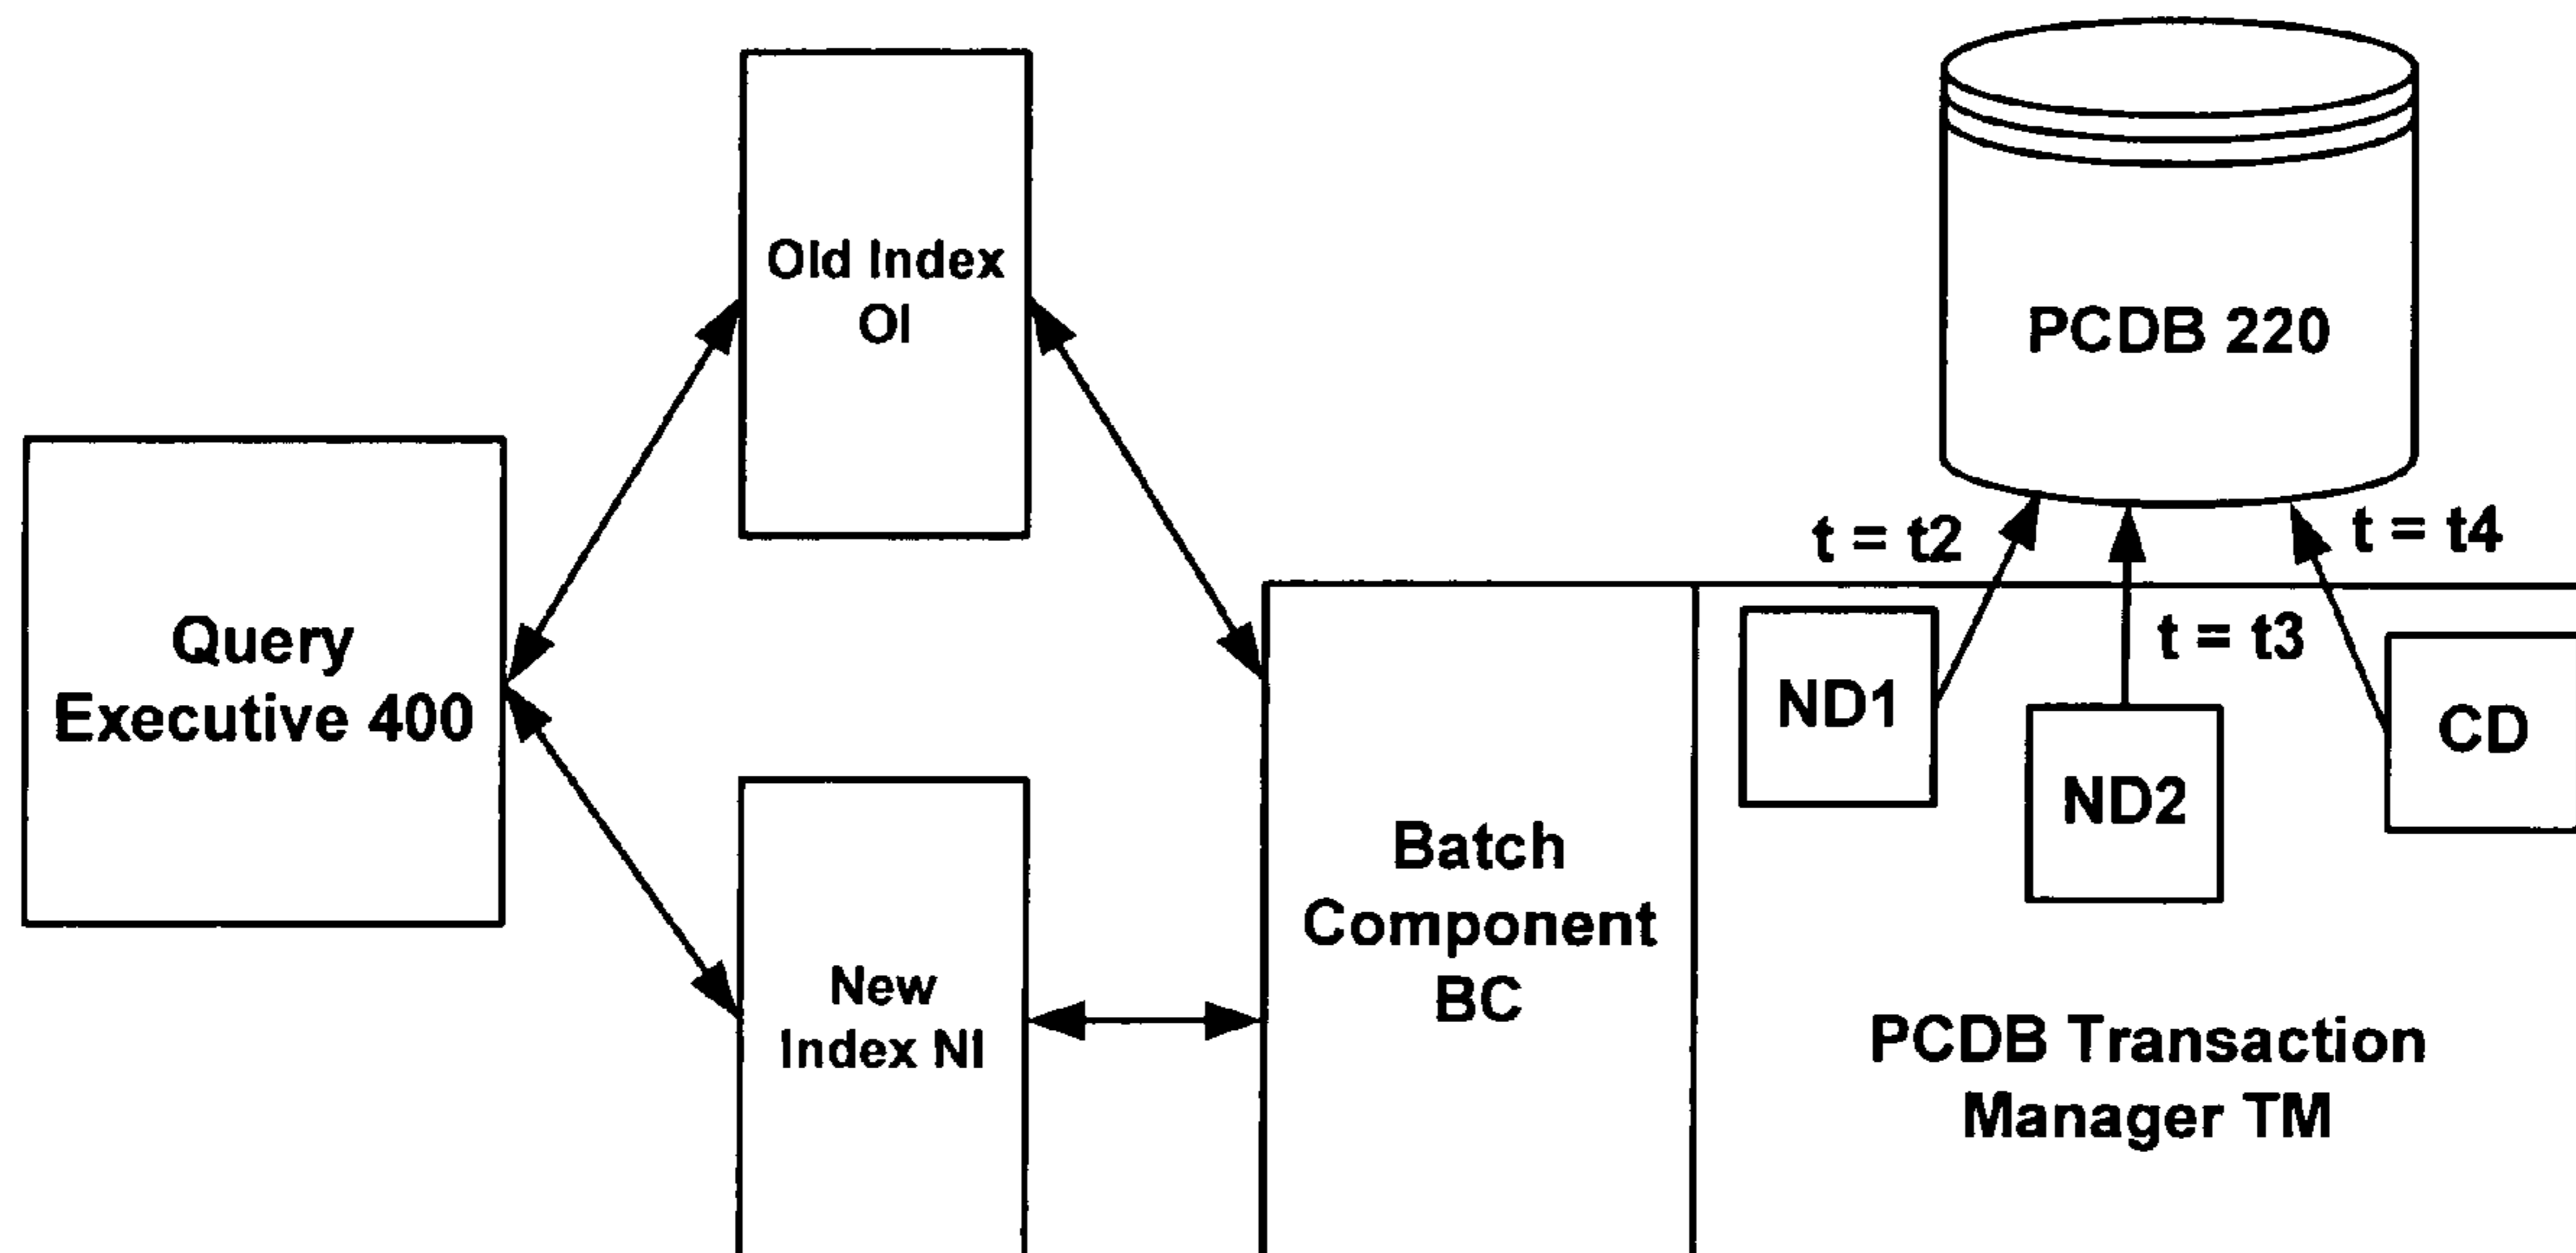 Old Index
OI
PCDB 220
t = t2
t = t4
t = t3
Query
Executive 400
ND1
ND2
CD
New
Index NI
Batch
Component
BC
PCDB Transaction
Manager TM